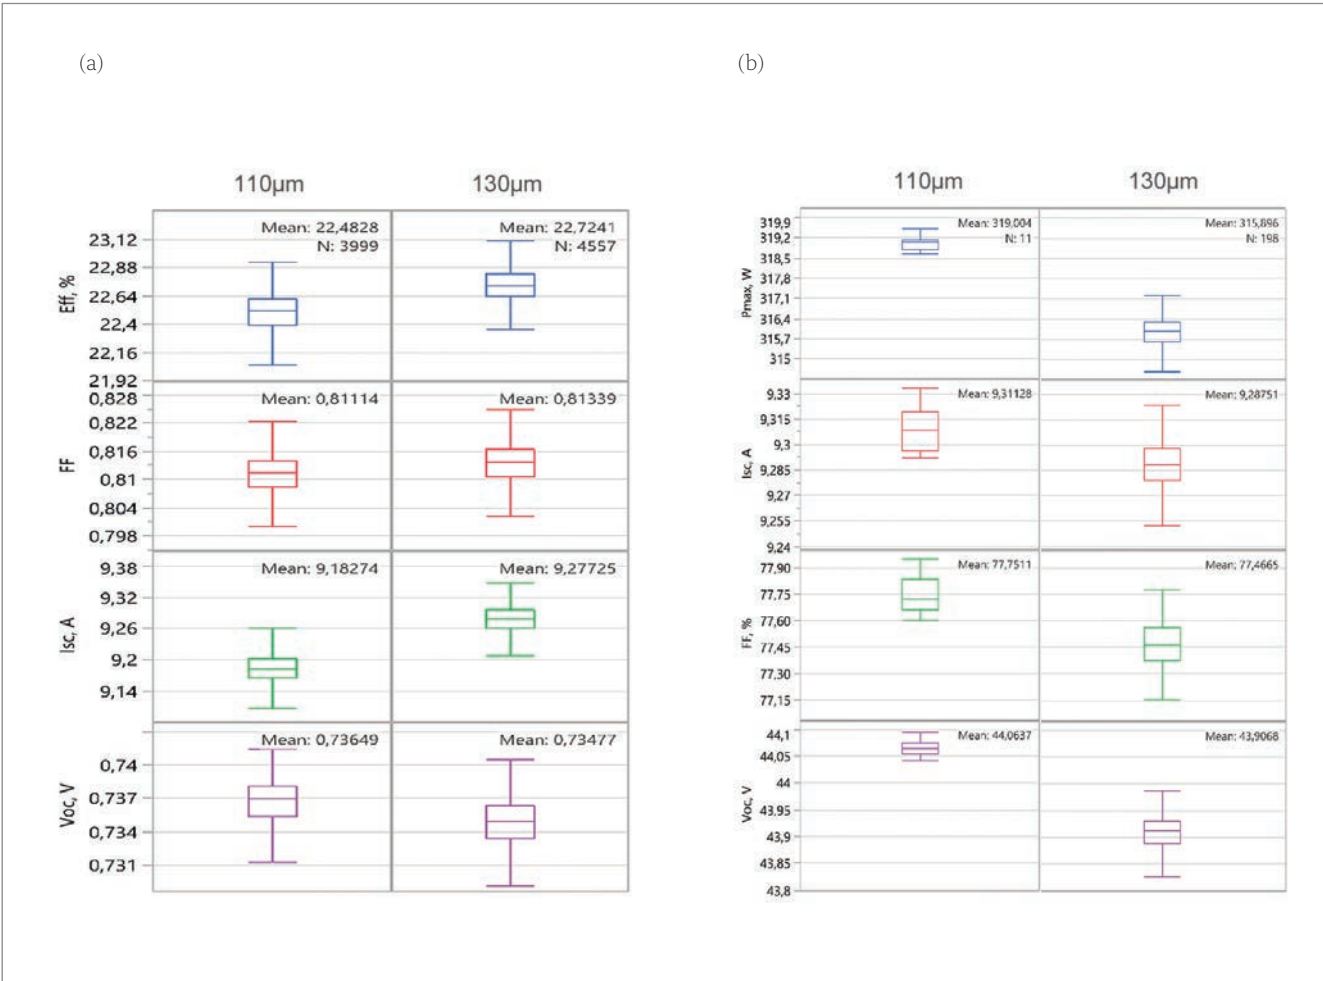 (a)
110µm
130µm
Eff, %
23,12
22,88
22,64
22,4
22,16
21,92
Mean: 22,4828
N: 3999
Mean: 22,7241
N: 4557
FF
0,828
0,822
0,816
0,81
0,804
0,798
Mean: 0,81114
Mean: 0,81339
Isc, A
9,38
9,32
9,26
9,2
9,14
Mean: 9,18274
Mean: 9,27725
Voc, V
0,74
0,737
0,734
0,731
Mean: 0,73649
Mean: 0,73477
(b)
110µm
130µm
Pmax, W
319,9
319,2
318,5
317,8
317,1
316,4
315,7
315
Mean: 319,004
N: 11
Mean: 315,896
N: 198
Isc, A
9,33
9,315
9,3
9,285
9,27
9,255
9,24
Mean: 9,31128
Mean: 9,28751
FF, %
77,90
77,75
77,60
77,45
77,30
77,15
Mean: 77,7511
Mean: 77,4665
Voc, V
44,1
44,05
44
43,95
43,9
43,85
43,8
Mean: 44,0637
Mean: 43,9068